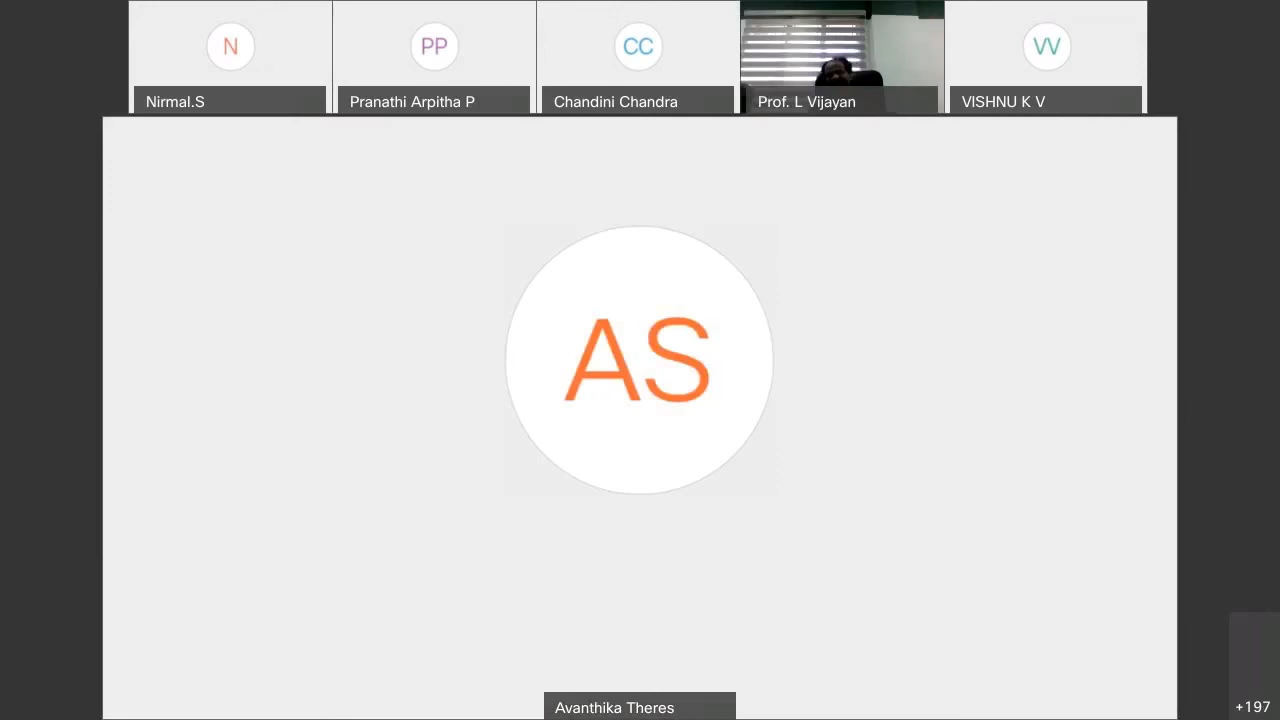 N
PP
CC
VV
Nirmal.S
Pranathi Arpitha P
Chandini Chandra
Prof. L Vijayan
VISHNU K V
AS
Avanthika Theres
+197